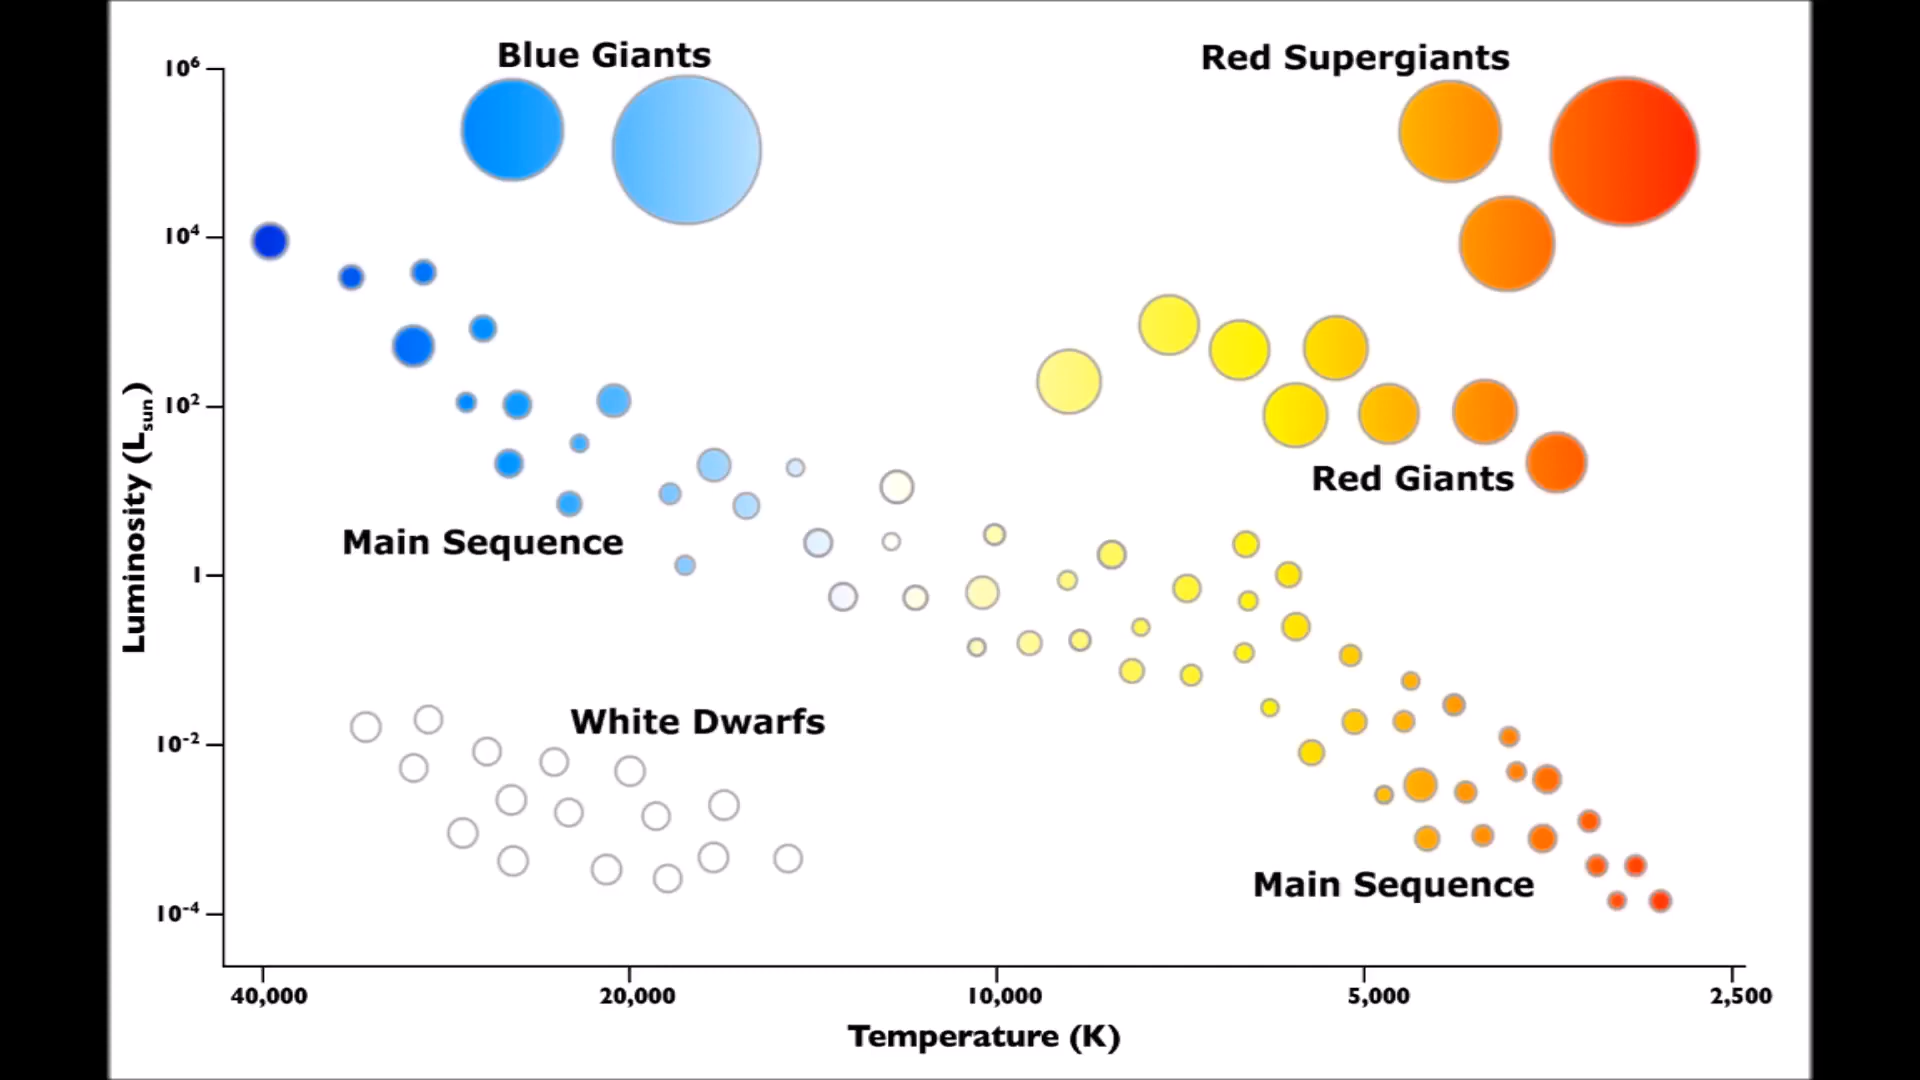 Blue Giants
Red Supergiants
10⁶
10⁴
10²
Red Giants
Main Sequence
1
Luminosity (Lsun)
White Dwarfs
10⁻²
Main Sequence
10⁻⁴
40,000
20,000
10,000
5,000
2,500
Temperature (K)